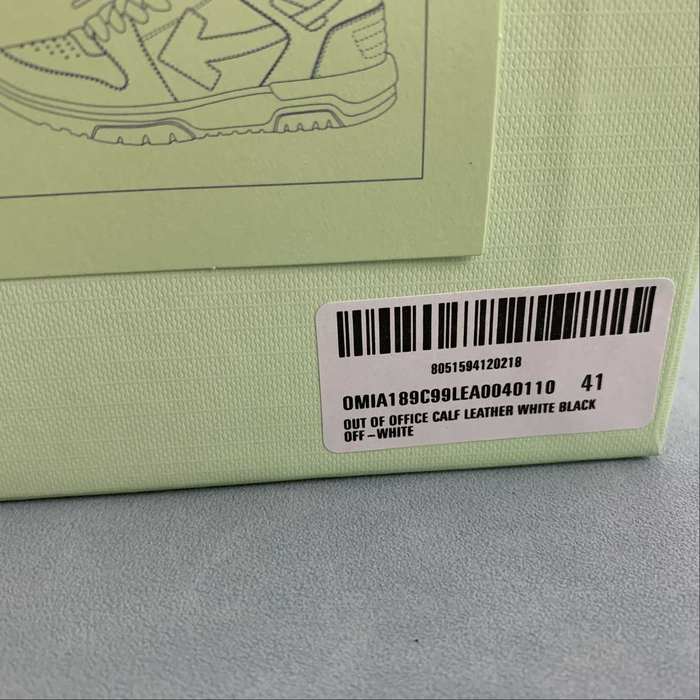 8051594120218
OMIA189C99LEA0040110 41
OUT OF OFFICE CALF LEATHER WHITE BLACK
OFF-WHITE